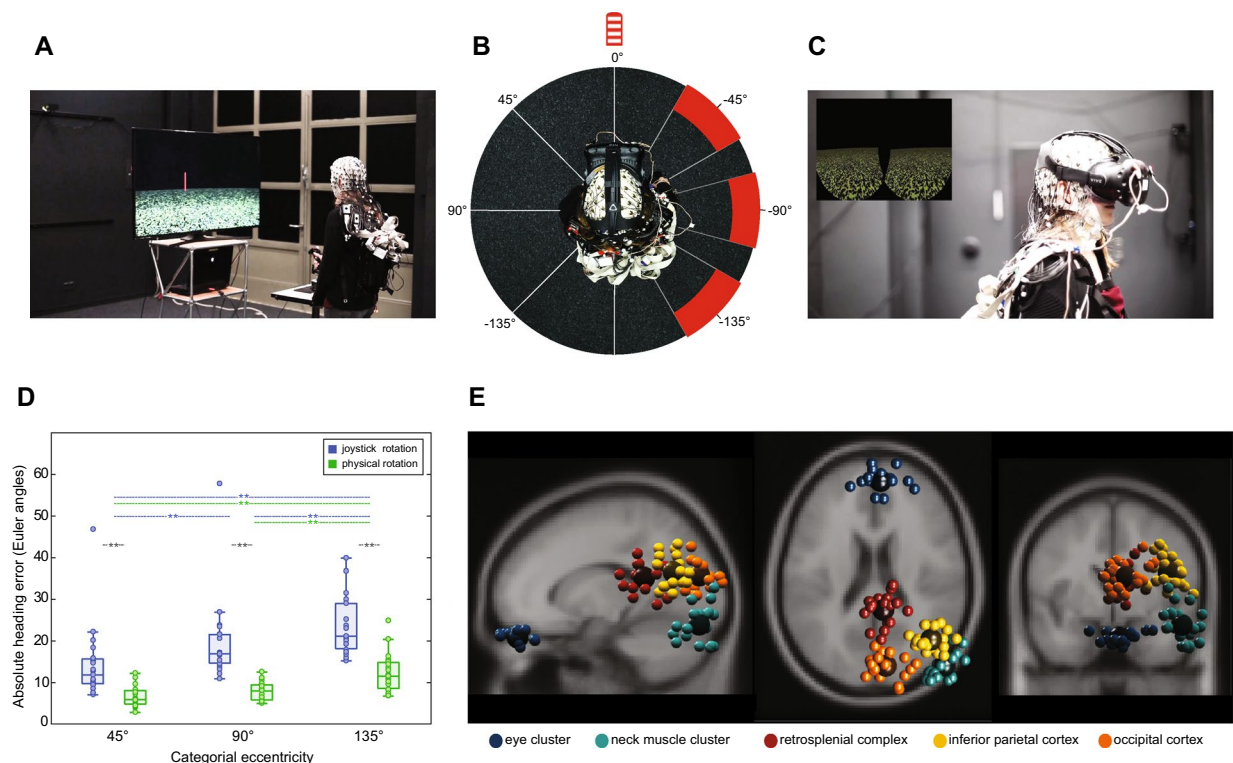 A
B
C
0°
45°
-45°
90°
-90°
-135°
-135°
VIVE
D
E
joystick rotation
physical rotation
60
50
40
30
20
10
0
**
**
**
**
**
**
**
**
**
Absolute heading error (Euler angles)
45°
90°
135°
Categorial eccentricity
eye cluster
neck muscle cluster
retrosplenial complex
inferior parietal cortex
occipital cortex